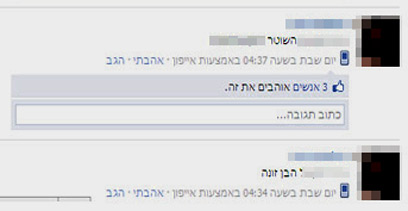 השוטר
יום שבת בשעה 04:37 באמצעות אייפון · אהבתי · הגב
3 אנשים אוהבים את זה.
כתוב תגובה...
הבן זונה
יום שבת בשעה 04:34 באמצעות אייפון · אהבתי · הגב